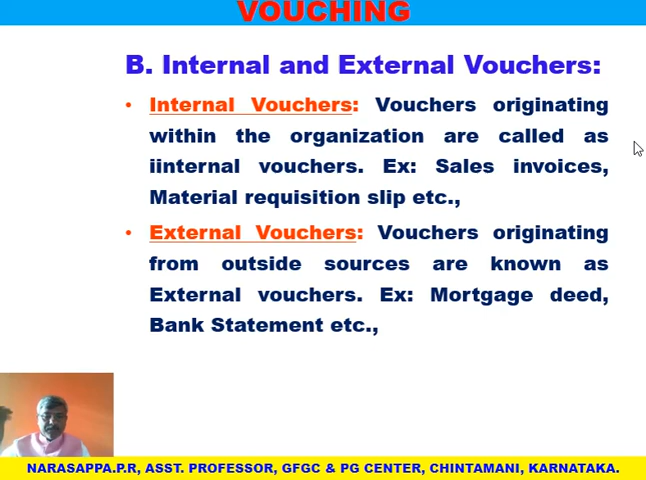 VOUCHING
B. Internal and External Vouchers:
• Internal Vouchers: Vouchers originating
within the organization are called as
iinternal vouchers. Ex: Sales invoices,
Material requisition slip etc.,
• External Vouchers: Vouchers originating
from outside sources are known as
External vouchers. Ex: Mortgage deed,
Bank Statement etc.,
NARASAPPA.P.R, ASST. PROFESSOR, GFGC & PG CENTER, CHINTAMANI, KARNATAKA.